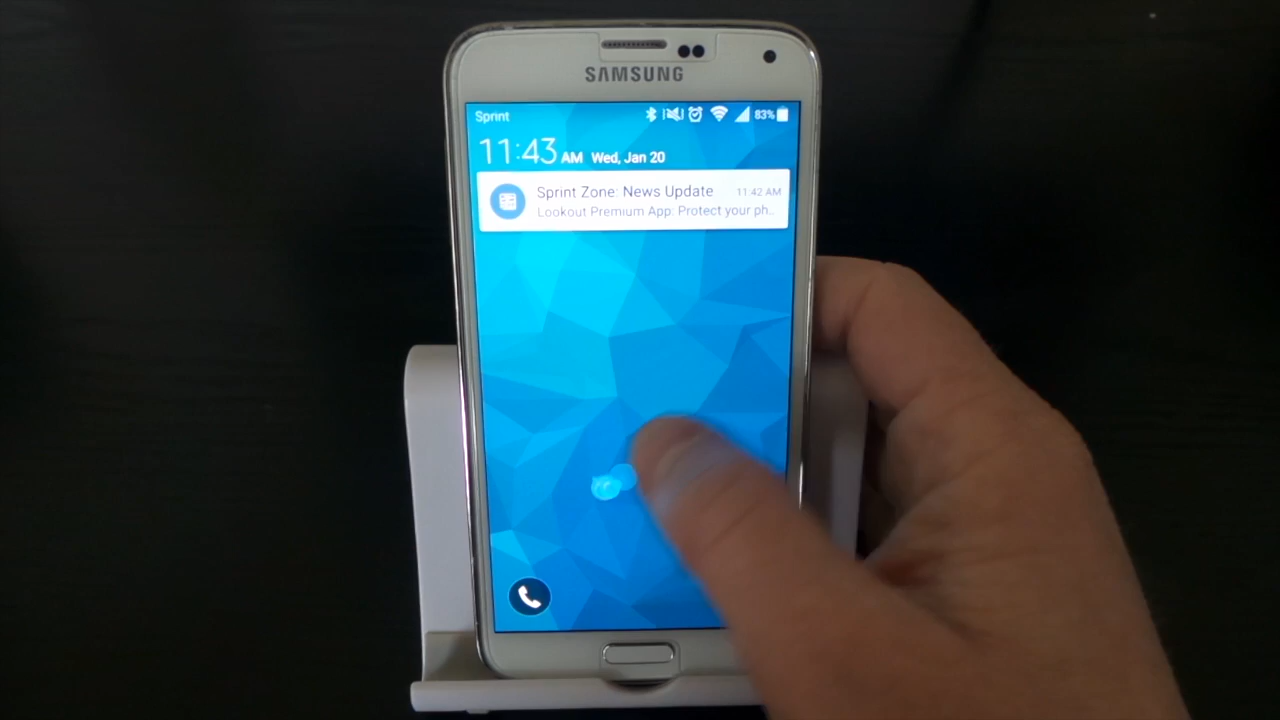 SAMSUNG
Sprint 83%
11:43 AM Wed, Jan 20
Sprint Zone: News Update 11:42 AM
Lookout Premium App: Protect your ph..